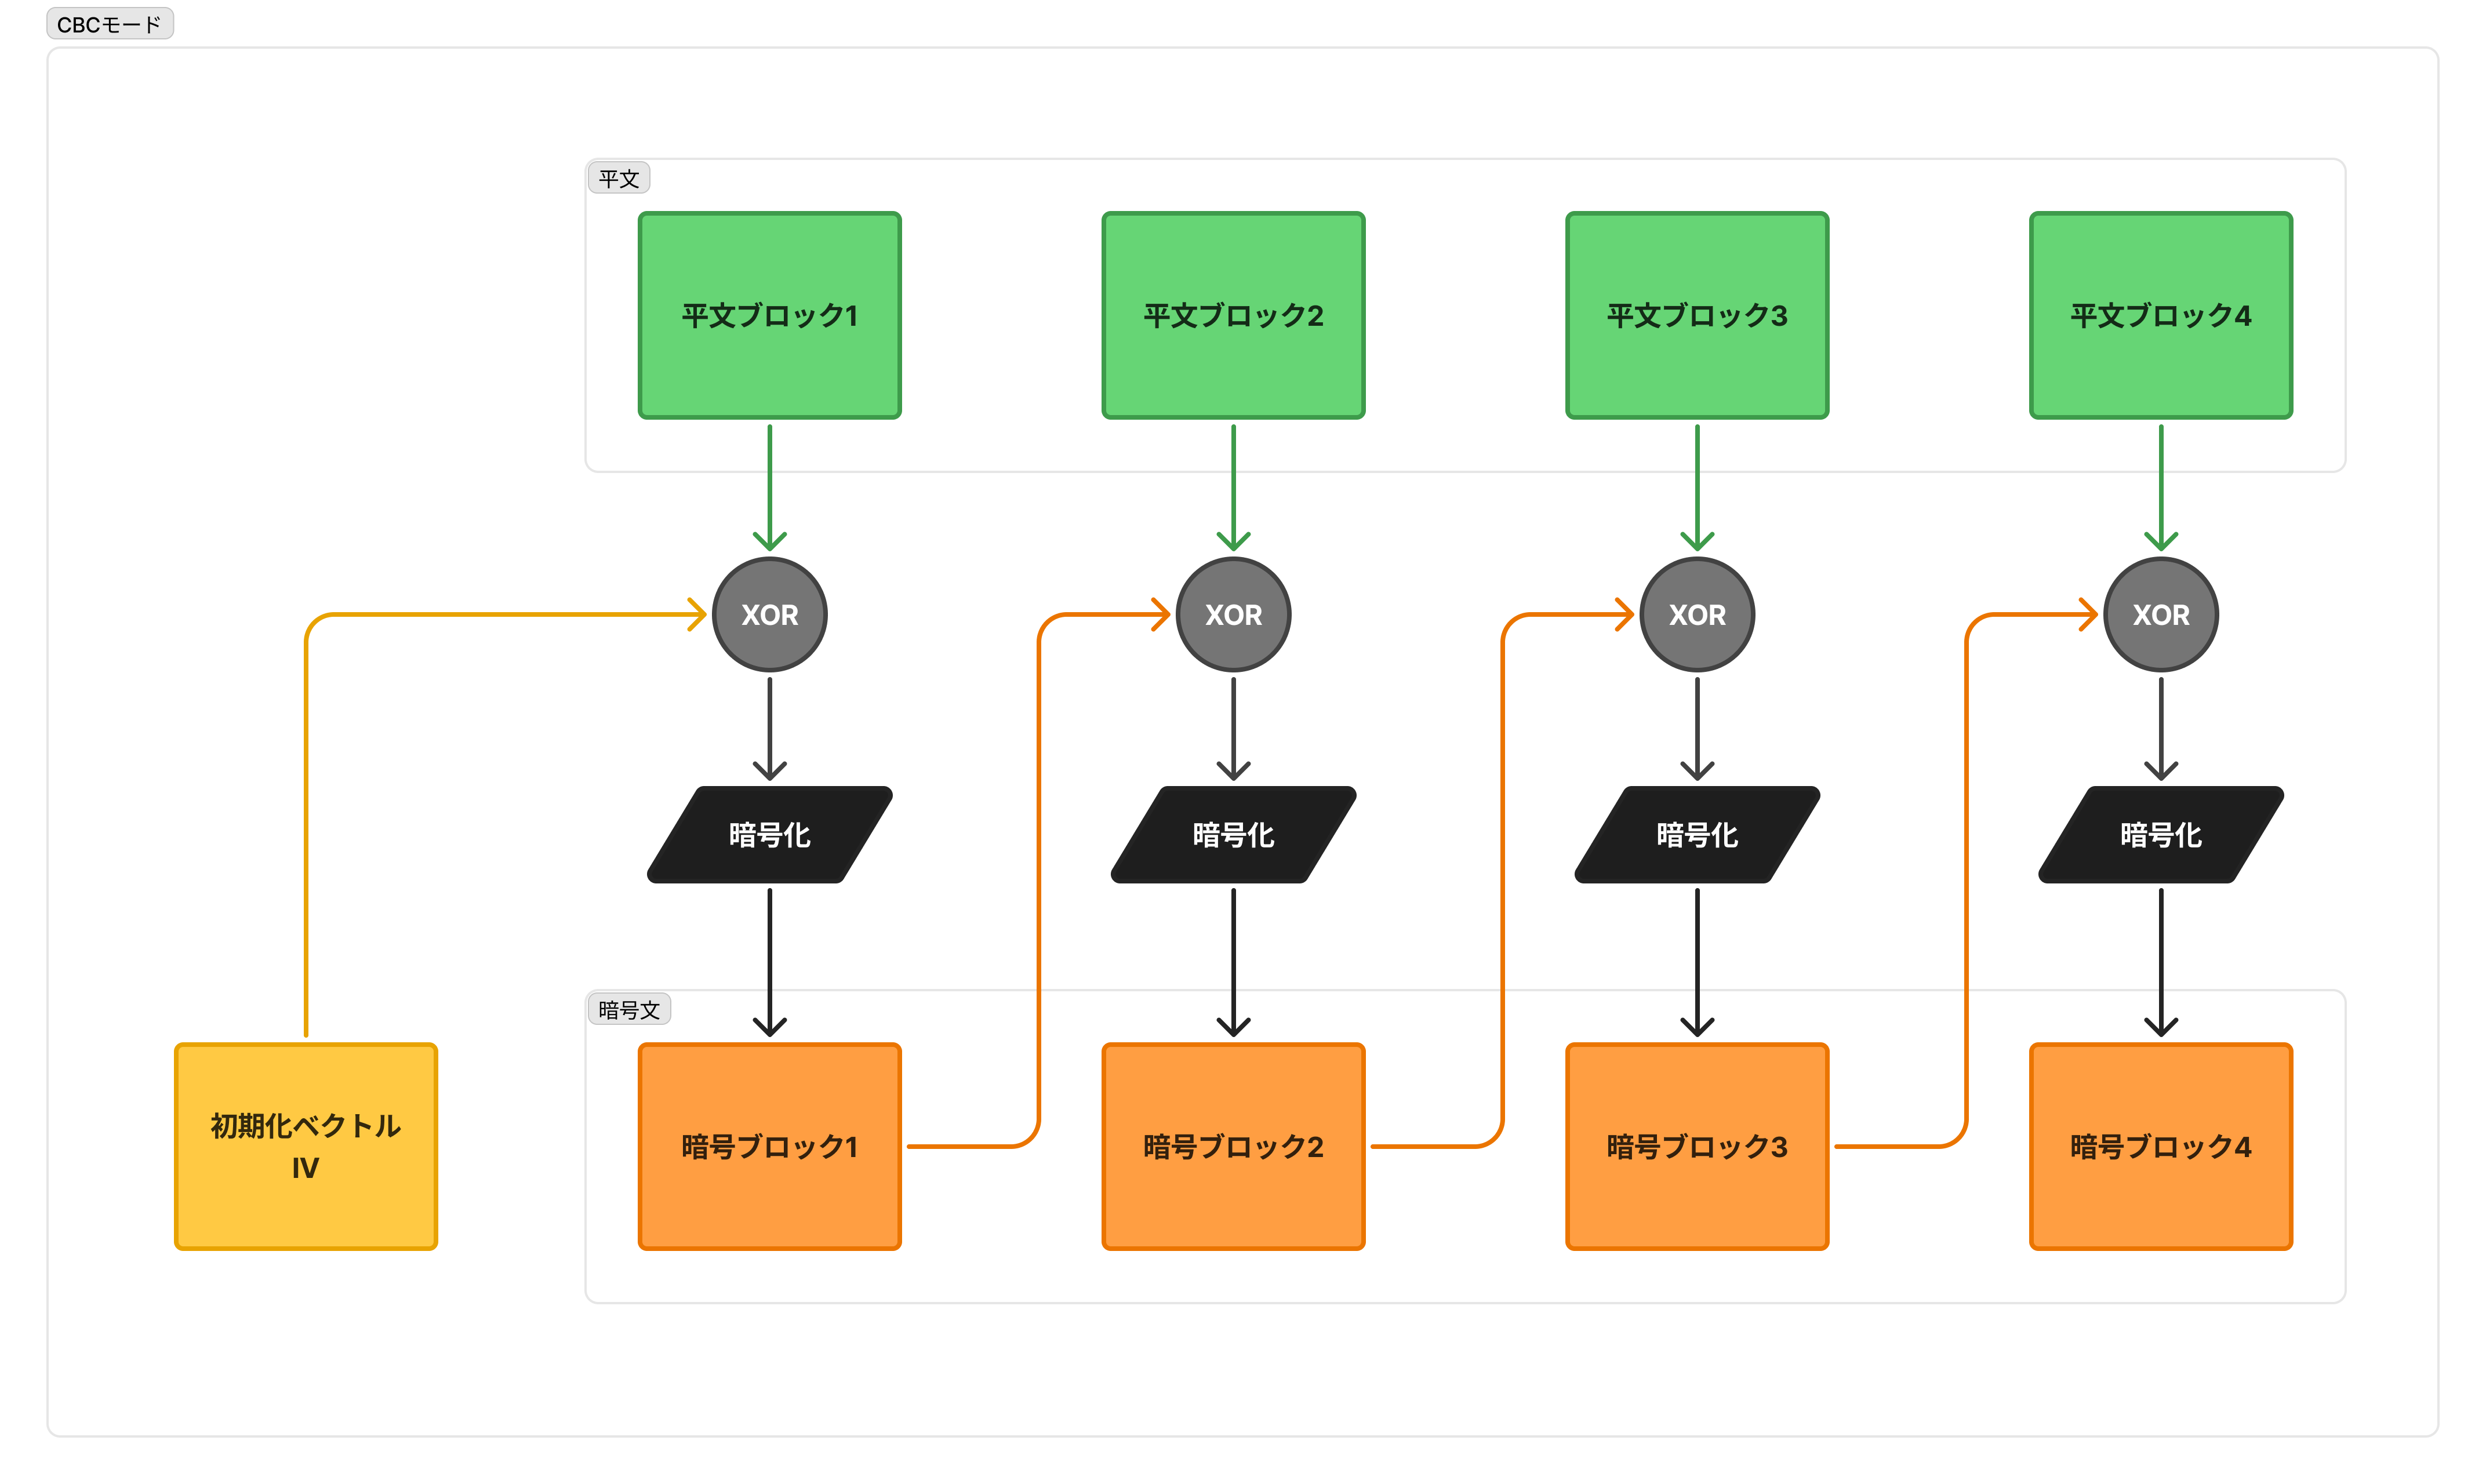 CBCモード
平文
平文ブロック1
平文ブロック2
平文ブロック3
平文ブロック4
XOR
XOR
XOR
XOR
暗号化
暗号化
暗号化
暗号化
暗号文
初期化ベクトル
IV
暗号ブロック1
暗号ブロック2
暗号ブロック3
暗号ブロック4